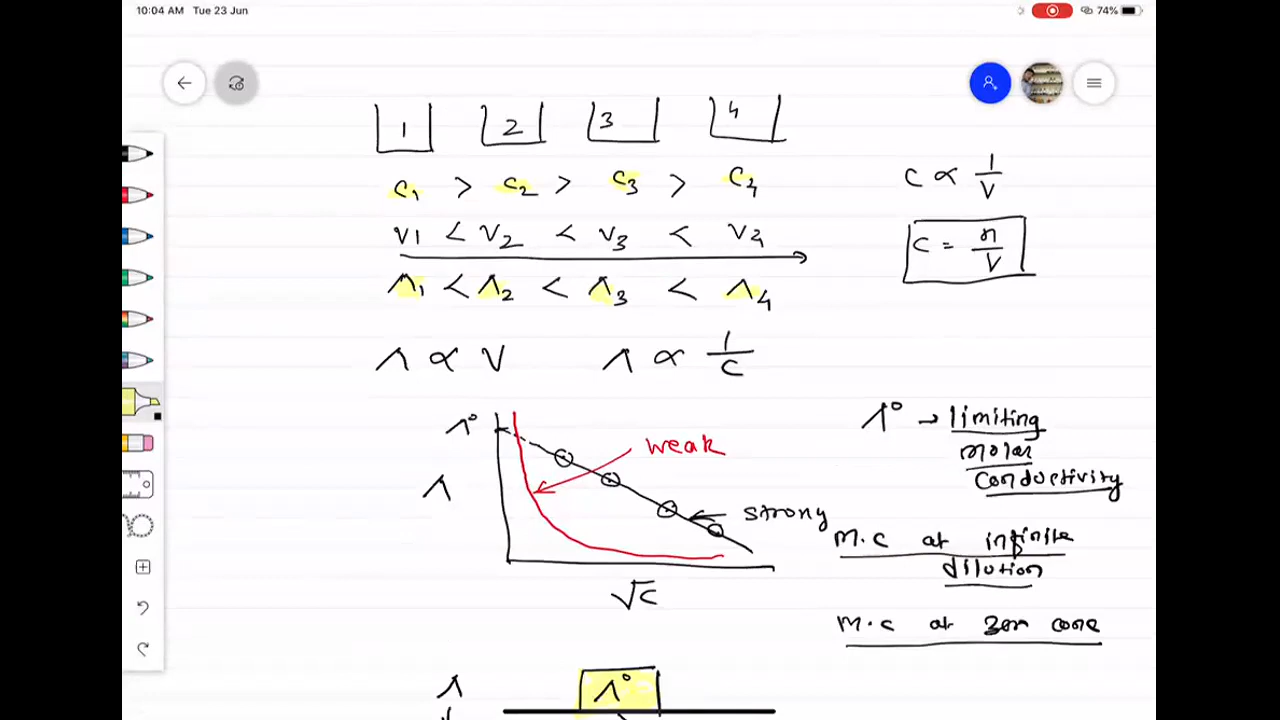 10:04 AM Tue 23 Jun
74%
1 2 3 4
C1 > C2 > C3 > C4
V1 < V2 < V3 < V4
Λ1 < Λ2 < Λ3 < Λ4
C ∝ 1/V
C = n/V
Λ ∝ V Λ ∝ 1/C
Λ°
Λ
weak
strong
√C
Λ° → limiting
molar
conductivity
M.C at infinite
dilution
M.C at zero conc
Λ Λ°